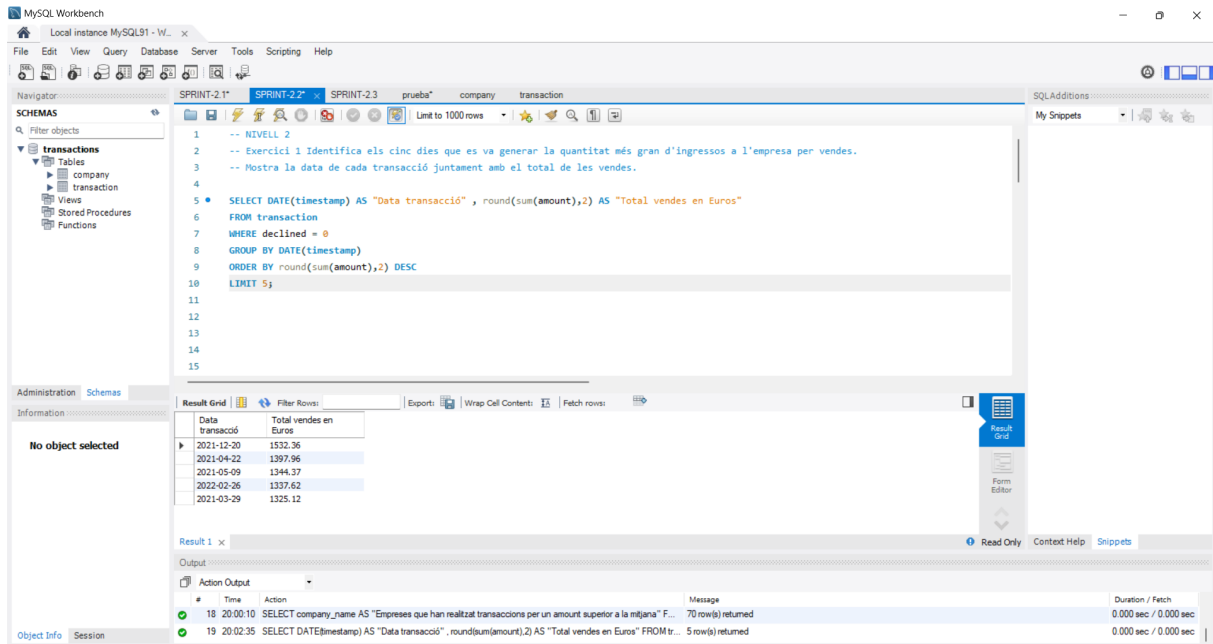 MySQL Workbench
Local instance MySQL91 - W... ×
File Edit View Query Database Server Tools Scripting Help
Navigator
SCHEMAS
Filter objects
transactions
Tables
company
transaction
Views
Stored Procedures
Functions
Administration Schemas
Information
No object selected
Object Info Session
SPRINT-2.1* SPRINT-2.2* × SPRINT-2.3 prueba* company transaction
Limit to 1000 rows
1 -- NIVELL 2
2 -- Exercici 1 Identifica els cinc dies que es va generar la quantitat més gran d'ingressos a l'empresa per vendes.
3 -- Mostra la data de cada transacció juntament amb el total de les vendes.
4
5 SELECT DATE(timestamp) AS "Data transacció" , round(sum(amount),2) AS "Total vendes en Euros"
6 FROM transaction
7 WHERE declined = 0
8 GROUP BY DATE(timestamp)
9 ORDER BY round(sum(amount),2) DESC
10 LIMIT 5;
11
12
13
14
15
Result Grid Filter Rows: Export: Wrap Cell Content: Fetch rows:
Data transacció Total vendes en Euros
2021-12-20 1532.36
2021-04-22 1397.96
2021-05-09 1344.37
2022-02-26 1337.62
2021-03-29 1325.12
Result Grid
Form Editor
Result 1 × Read Only
Output
Action Output
# Time Action Message Duration / Fetch
18 20:00:10 SELECT company_name AS "Empreses que han realitzat transaccions per un amount superior a la mitjana" F... 70 row(s) returned 0.000 sec / 0.000 sec
19 20:02:35 SELECT DATE(timestamp) AS "Data transacció" , round(sum(amount),2) AS "Total vendes en Euros" FROM tr... 5 row(s) returned 0.000 sec / 0.000 sec
SQLAdditions
My Snippets
Context Help Snippets